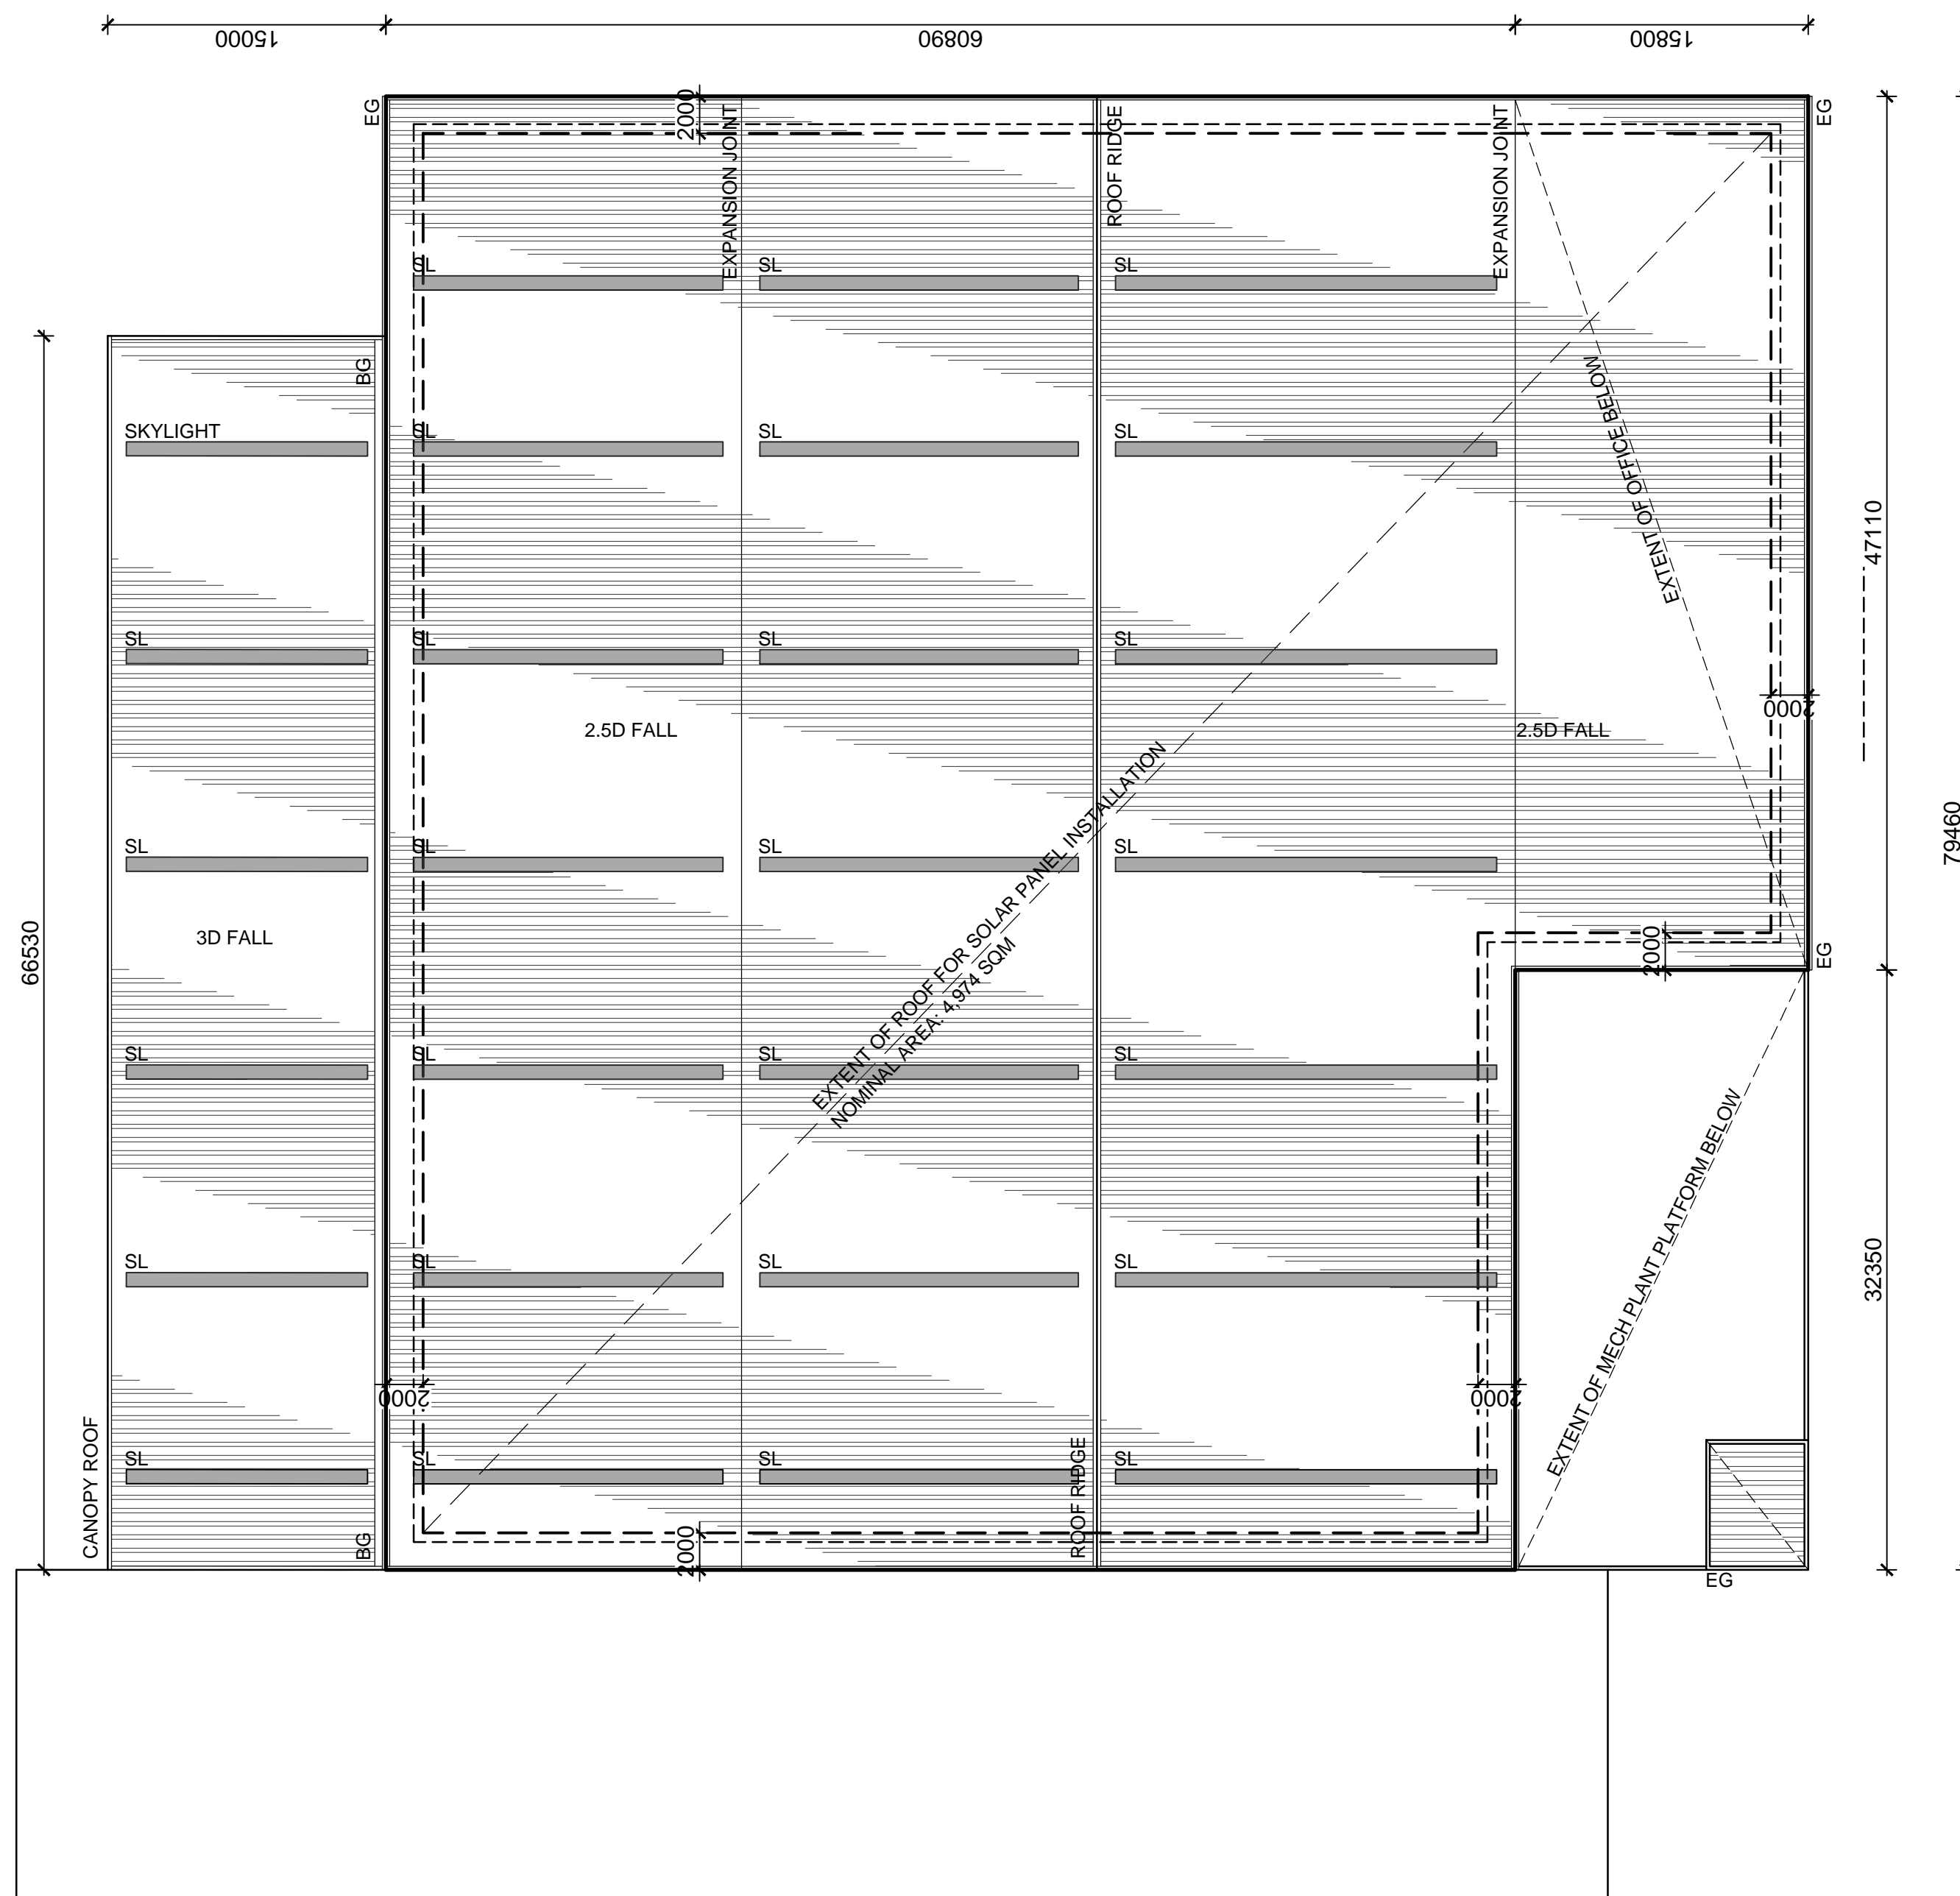 15000
60890
15800
EG
2000
EXPANSION JOINT
ROOF RIDGE
EXPANSION JOINT
EG
SL
SL
SL
BG
SKYLIGHT
SL
SL
SL
EXTENT OF OFFICE BELOW
47110
SL
SL
SL
SL
2000
2.5D FALL
2.5D FALL
79460
SL
SL
SL
SL
EXTENT OF ROOF FOR SOLAR PANEL INSTALLATION
NOMINAL AREA: 4,974 SQM
66530
3D FALL
2000
EG
SL
SL
SL
SL
EXTENT OF MECH PLANT PLATFORM BELOW
32350
SL
SL
SL
SL
2000
2000
CANOPY ROOF
SL
SL
SL
SL
ROOF RIDGE
BG
2000
EG